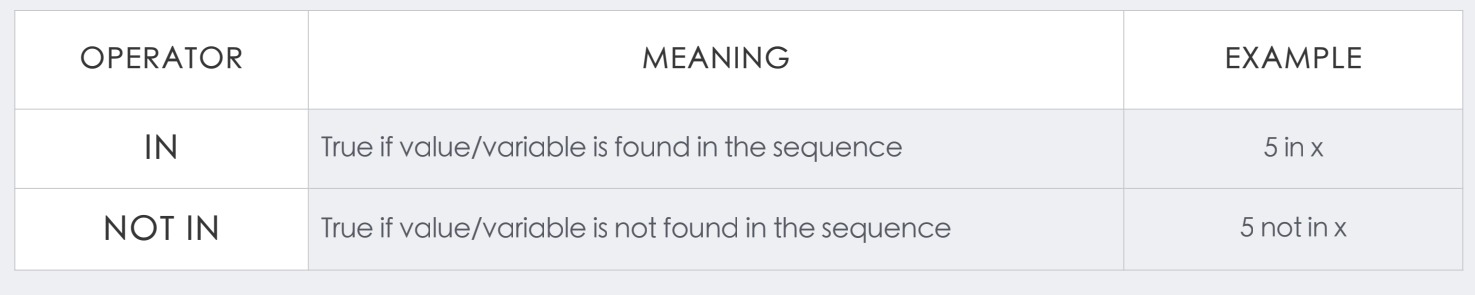 OPERATOR MEANING EXAMPLE
IN True if value/variable is found in the sequence 5 in x
NOT IN True if value/variable is not found in the sequence 5 not in x